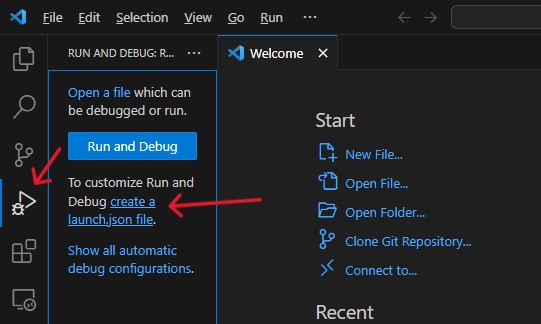 File Edit Selection View Go Run ...
RUN AND DEBUG: R... ...
Welcome
Open a file which can
be debugged or run.
Run and Debug
To customize Run and
Debug create a
launch.json file.
Show all automatic
debug configurations.
Start
New File...
Open File...
Open Folder...
Clone Git Repository...
Connect to...
Recent